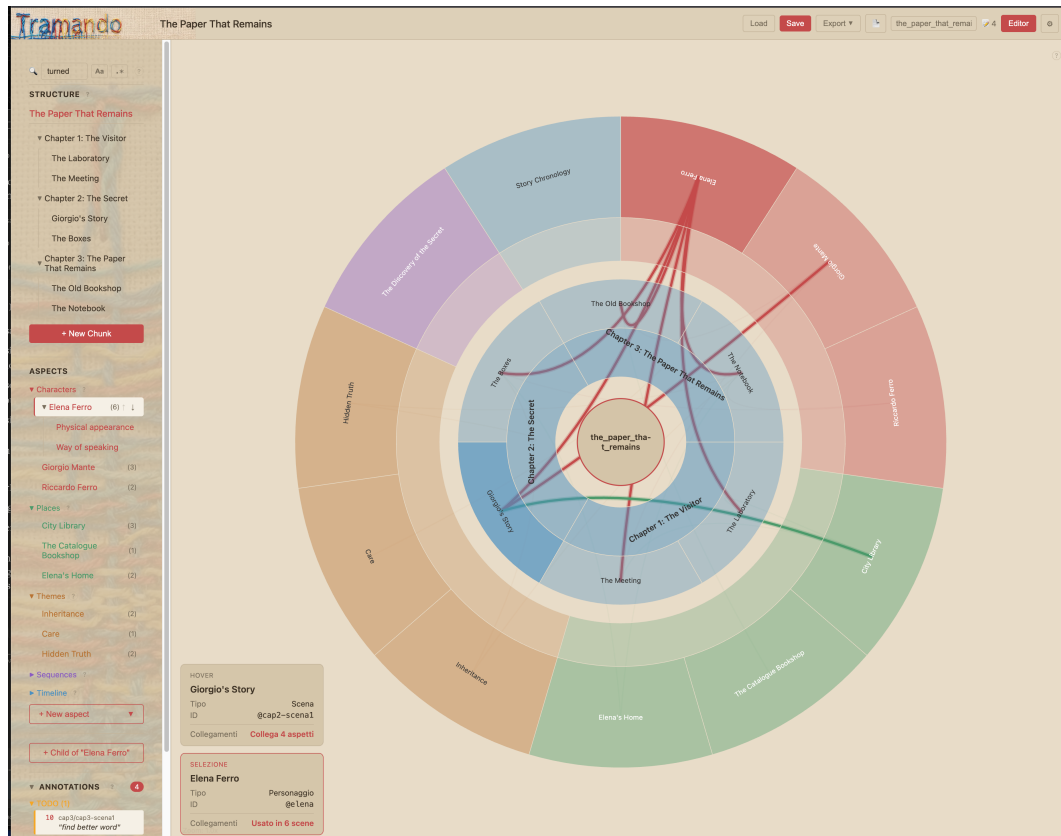 Tramando
The Paper That Remains
Load
Save
Export ▾
the_paper_that_remai
4
Editor
turned
Aa
.*
STRUCTURE ?
The Paper That Remains
▼ Chapter 1: The Visitor
The Laboratory
The Meeting
▼ Chapter 2: The Secret
Giorgio's Story
The Boxes
▼ Chapter 3: The Paper
That Remains
The Old Bookshop
The Notebook
+ New Chunk
ASPECTS
▼ Characters ?
▼ Elena Ferro (6) ↓
Physical appearance
Way of speaking
Giorgio Mante (3)
Riccardo Ferro (2)
▼ Places ?
City Library (3)
The Catalogue
Bookshop (1)
Elena's Home (2)
▼ Themes ?
Inheritance (2)
Care (1)
Hidden Truth (2)
► Sequences ?
► Timeline ?
+ New aspect ▼
+ Child of "Elena Ferro"
▼ ANNOTATIONS ? 4
10 cap3/cap3-scena1
"find better word"
Story Chronology
Elena Ferro
Giorgio Mante
Riccardo Ferro
City Library
The Catalogue Bookshop
Elena's Home
Inheritance
Care
Hidden Truth
The Discovery of the Secret
The Old Bookshop
The Notebook
The Laboratory
The Meeting
Giorgio's Story
The Boxes
Chapter 3: The Paper That Remains
Chapter 2: The Secret
Chapter 1: The Visitor
the_paper_tha-
t_remains
HOVER
Giorgio's Story
Tipo Scena
ID @cap2-scena1
Collegamenti Collega 4 aspetti
SELEZIONE
Elena Ferro
Tipo Personaggio
ID @elena
Collegamenti Usato in 6 scene